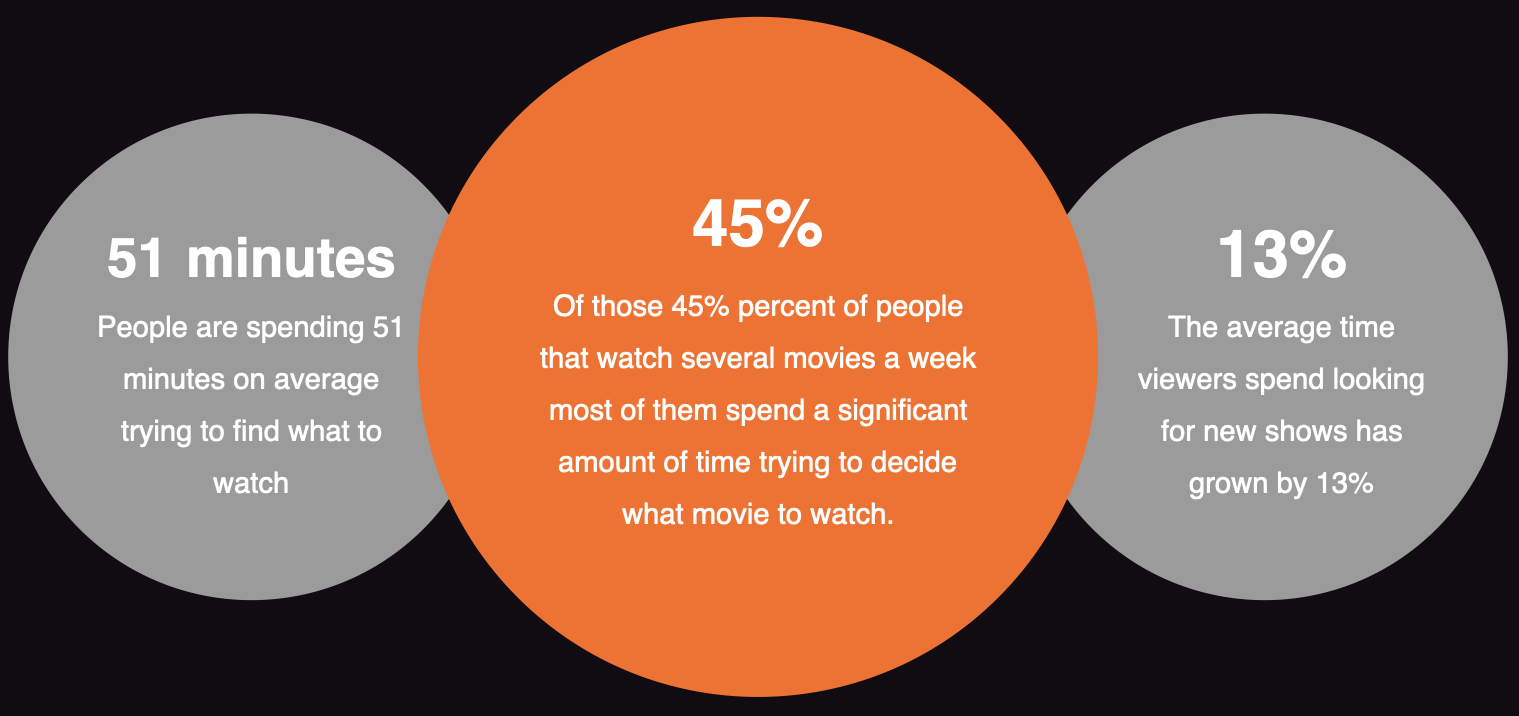 51 minutes
People are spending 51
minutes on average
trying to find what to
watch
45%
Of those 45% percent of people
that watch several movies a week
most of them spend a significant
amount of time trying to decide
what movie to watch.
13%
The average time
viewers spend looking
for new shows has
grown by 13%